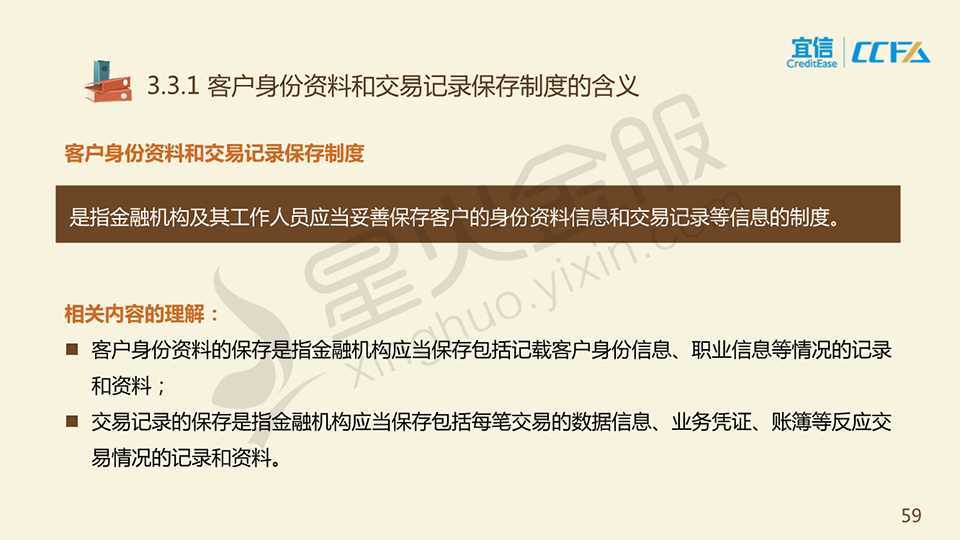 宜信
CreditEase
CCFA
3.3.1 客户身份资料和交易记录保存制度的含义
客户身份资料和交易记录保存制度
是指金融机构及其工作人员应当妥善保存客户的身份资料信息和交易记录等信息的制度。
相关内容的理解：
客户身份资料的保存是指金融机构应当保存包括记载客户身份信息、职业信息等情况的记录
和资料；
交易记录的保存是指金融机构应当保存包括每笔交易的数据信息、业务凭证、账簿等反应交
易情况的记录和资料。
星火金服
xinghuo.yixin.com
59